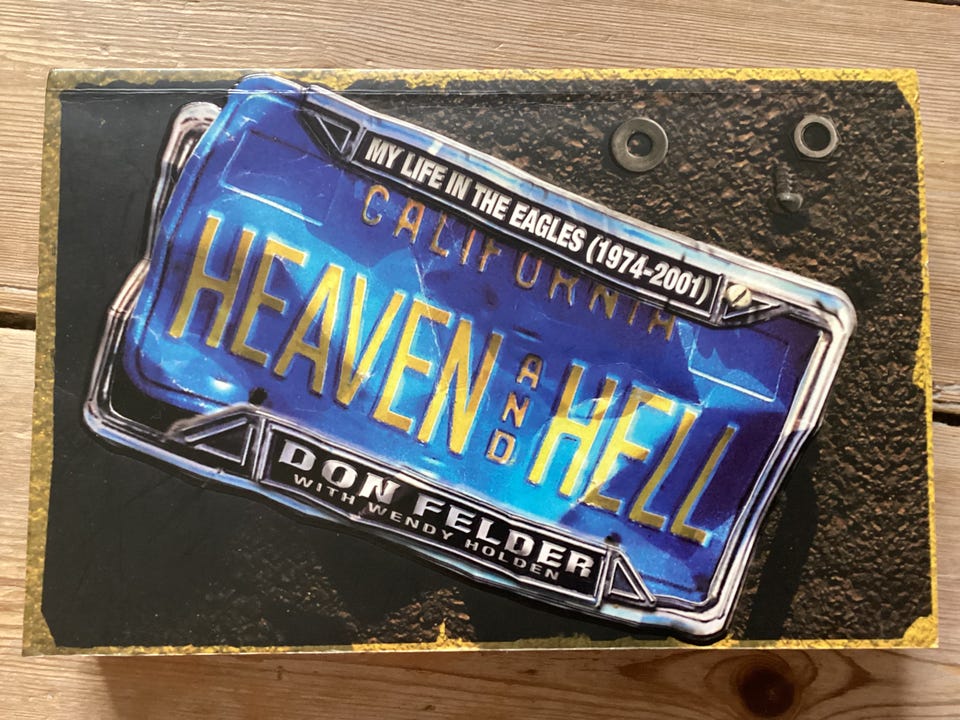 MY LIFE IN THE EAGLES (1974-2001)
CALIFORNIA
HEAVEN AND HELL
DON FELDER
WITH WENDY HOLDEN